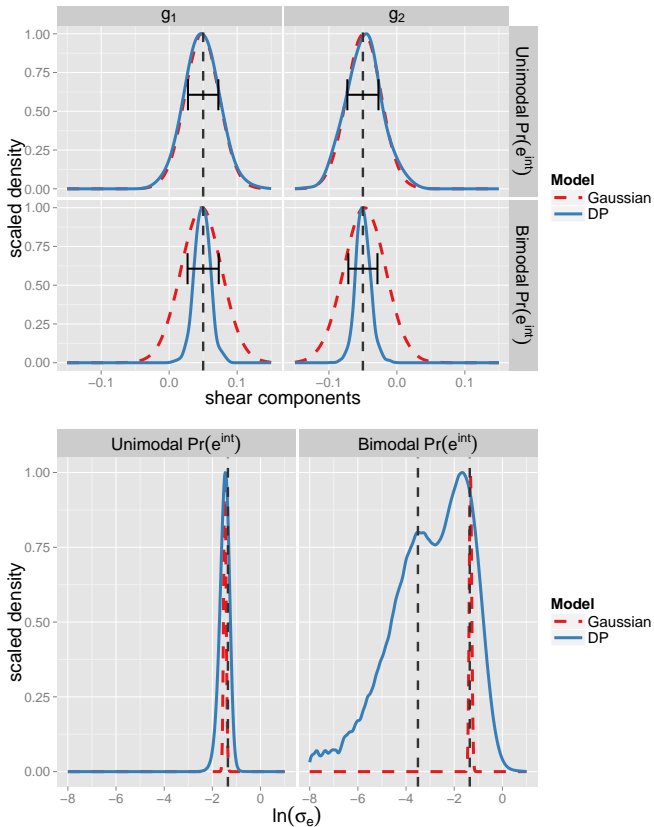 g₁ g₂
1.00
0.75
0.50
0.25
0.00
Unimodal Pr(eⁱⁿᵗ)
1.00
0.75
0.50
0.25
0.00
Bimodal Pr(eⁱⁿᵗ)
scaled density
−0.1 0.0 0.1 −0.1 0.0 0.1
shear components
Model
Gaussian
DP
Unimodal Pr(eⁱⁿᵗ) Bimodal Pr(eⁱⁿᵗ)
1.00
0.75
0.50
0.25
0.00
scaled density
−8 −6 −4 −2 0 −8 −6 −4 −2 0
ln(σₑ)
Model
Gaussian
DP